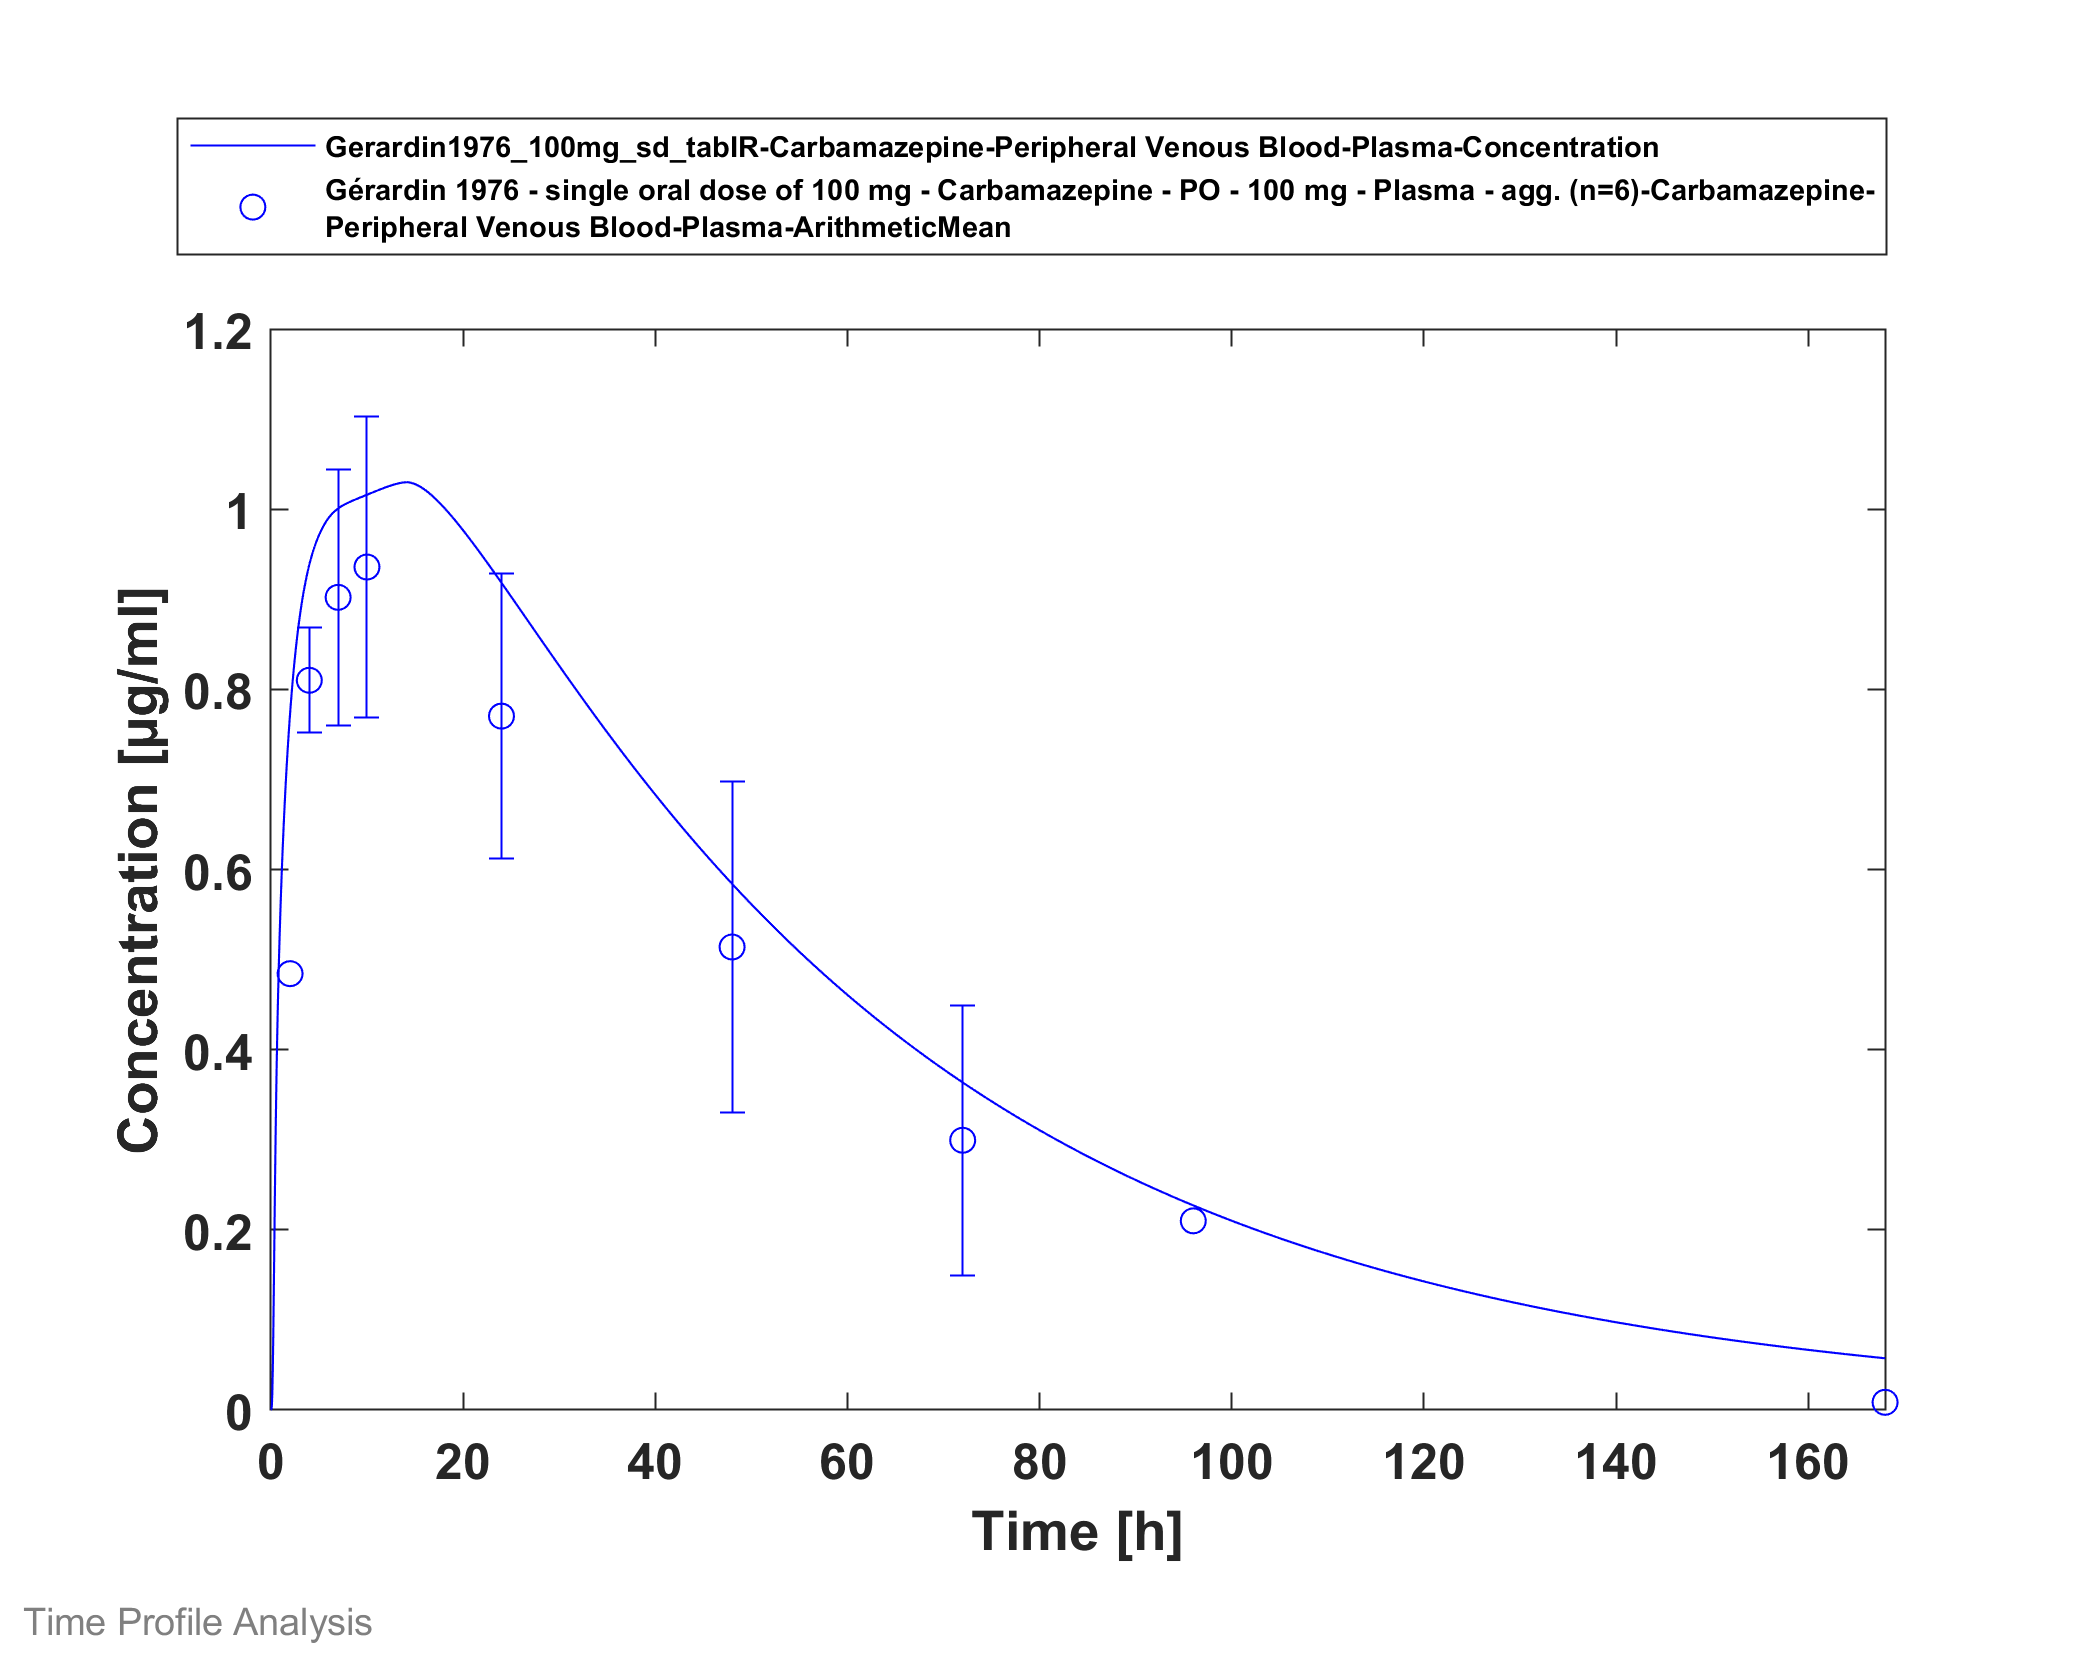 Gerardin1976_100mg_sd_tabIR-Carbamazepine-Peripheral Venous Blood-Plasma-Concentration
Gérardin 1976 - single oral dose of 100 mg - Carbamazepine - PO - 100 mg - Plasma - agg. (n=6)-Carbamazepine-
Peripheral Venous Blood-Plasma-ArithmeticMean
1.2
1
0.8
0.6
0.4
0.2
0
Concentration [µg/ml]
0 20 40 60 80 100 120 140 160
Time [h]
Time Profile Analysis